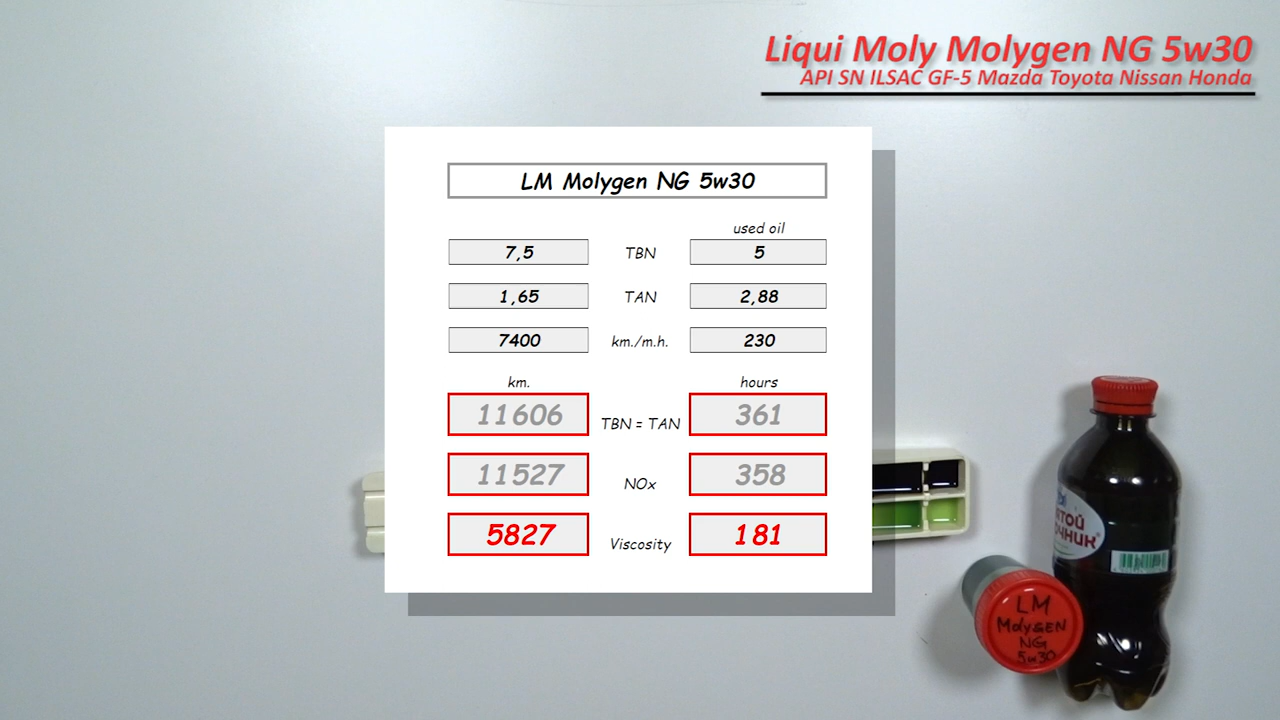 Liqui Moly Molygen NG 5w30
API SN ILSAC GF-5 Mazda Toyota Nissan Honda
LM Molygen NG 5w30
used oil
7,5 TBN 5
1,65 TAN 2,88
7400 km./m.h. 230
km. hours
11606 TBN = TAN 361
11527 NOx 358
5827 Viscosity 181
LM
MolyGEN
NG
5w30